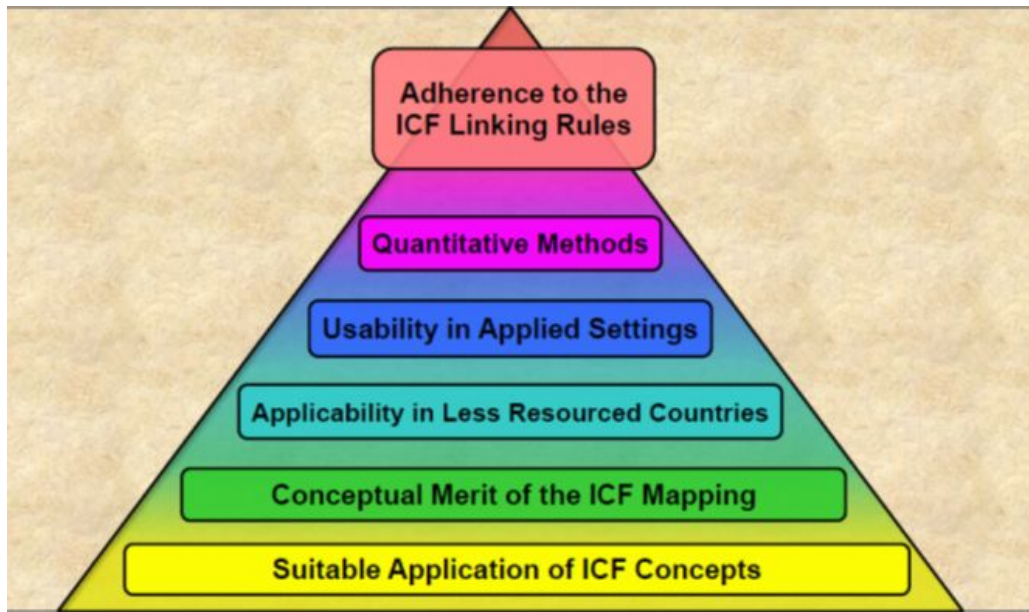 Adherence to the
ICF Linking Rules
Quantitative Methods
Usability in Applied Settings
Applicability in Less Resourced Countries
Conceptual Merit of the ICF Mapping
Suitable Application of ICF Concepts